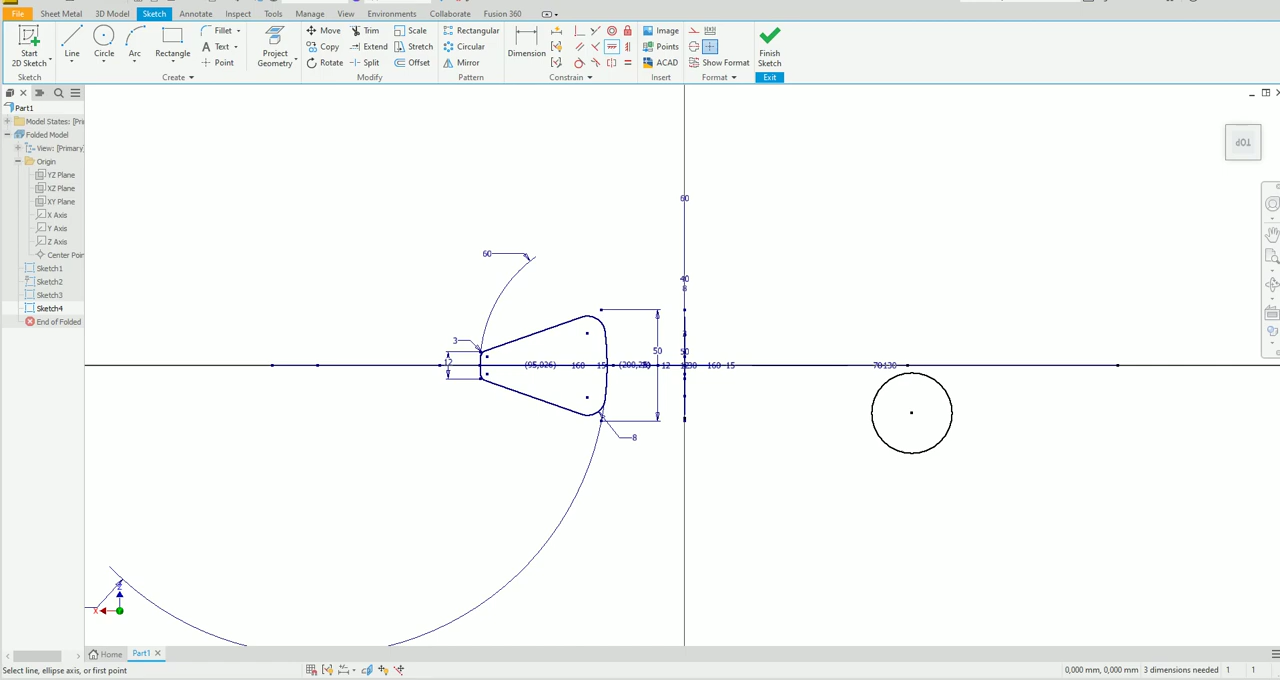 File Sheet Metal 3D Model Sketch Annotate Inspect Tools Manage View Environments Collaborate Fusion 360
Start 2D Sketch Line Circle Arc Rectangle Fillet Text Point Project Geometry Move Copy Rotate Trim Extend Split Scale Stretch Offset Rectangular Circular Mirror Dimension Image Points ACAD Show Format Finish Sketch
Sketch Create Modify Pattern Constrain Insert Format Exit
Part1
Model States: [Pri
Folded Model
View: [Primary]
Origin
YZ Plane
XZ Plane
XY Plane
X Axis
Y Axis
Z Axis
Center Poin
Sketch1
Sketch2
Sketch3
Sketch4
End of Folded
TOP
60
60
40
8
3
50
12
8
160
70130
X
Z
Home Part1
Select line, ellipse axis, or first point
0,000 mm, 0,000 mm 3 dimensions needed 1 1